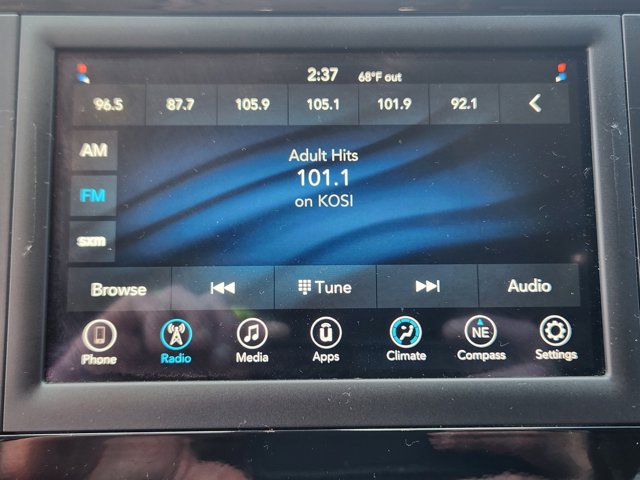 2:37 68°F out
96.5 87.7 105.9 105.1 101.9 92.1
AM
Adult Hits
101.1
FM
on KOSI
sxm
Browse Tune Audio
Phone Radio Media Apps Climate NE Compass Settings